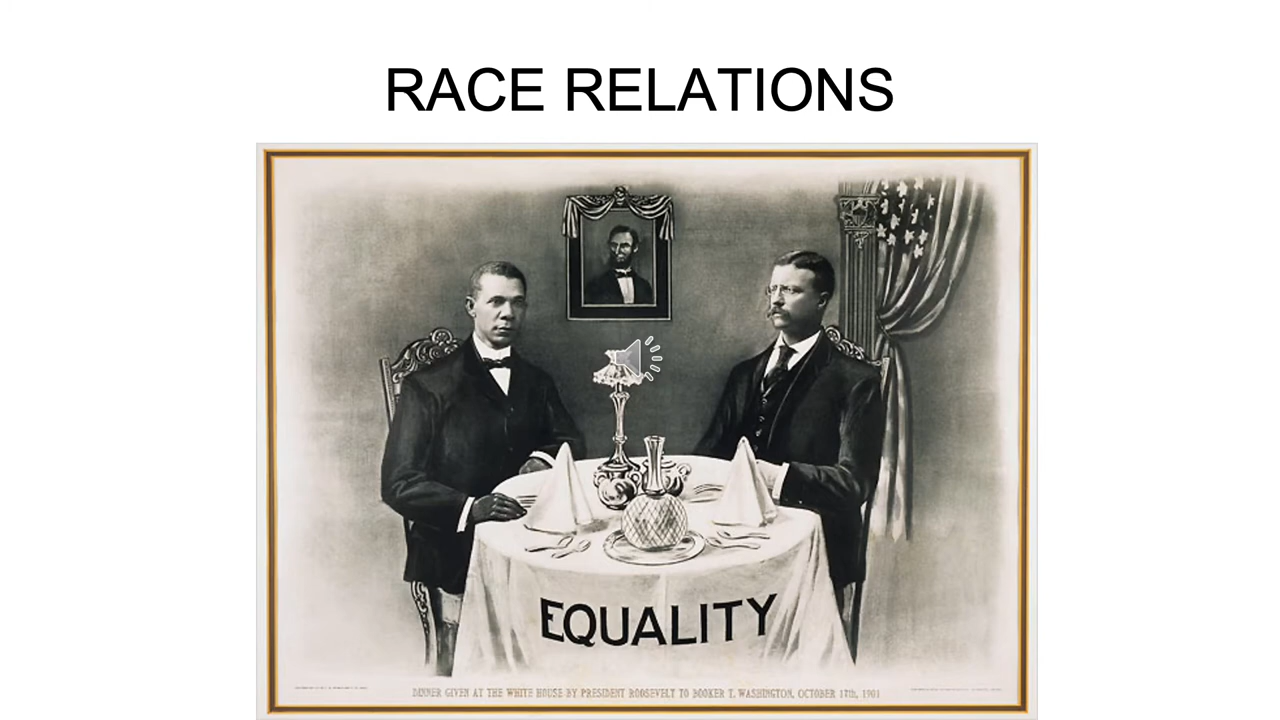 RACE RELATIONS
EQUALITY
DINNER GIVEN AT THE WHITE HOUSE BY PRESIDENT ROOSEVELT TO BOOKER T. WASHINGTON, OCTOBER 17th, 1901